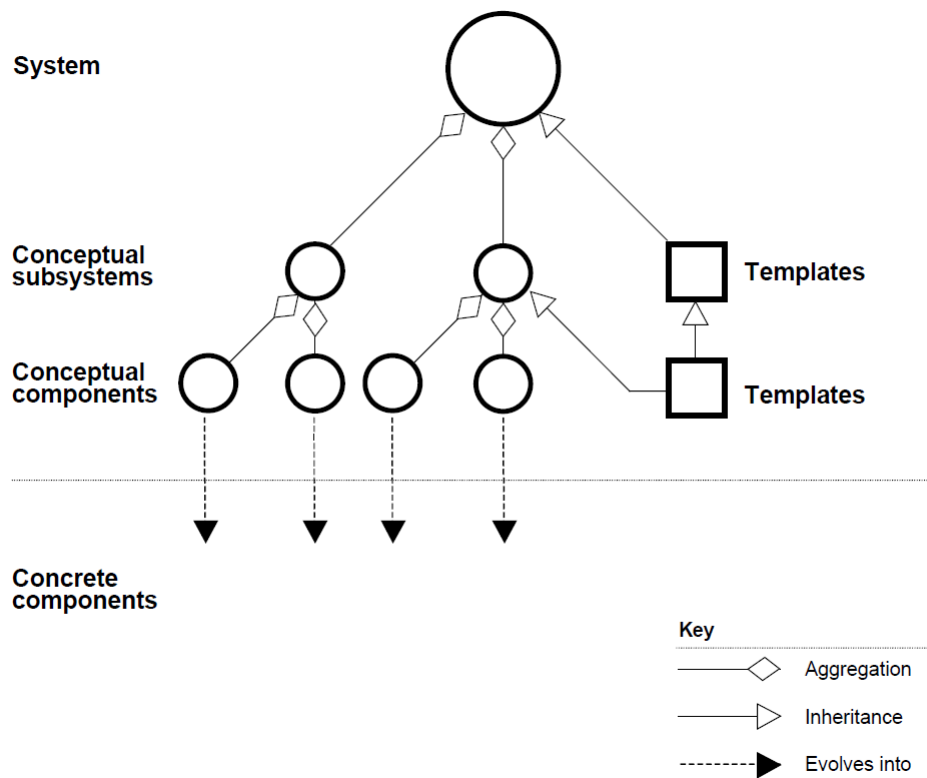 System
Conceptual
subsystems
Templates
Conceptual
components
Templates
Concrete
components
Key
Aggregation
Inheritance
Evolves into